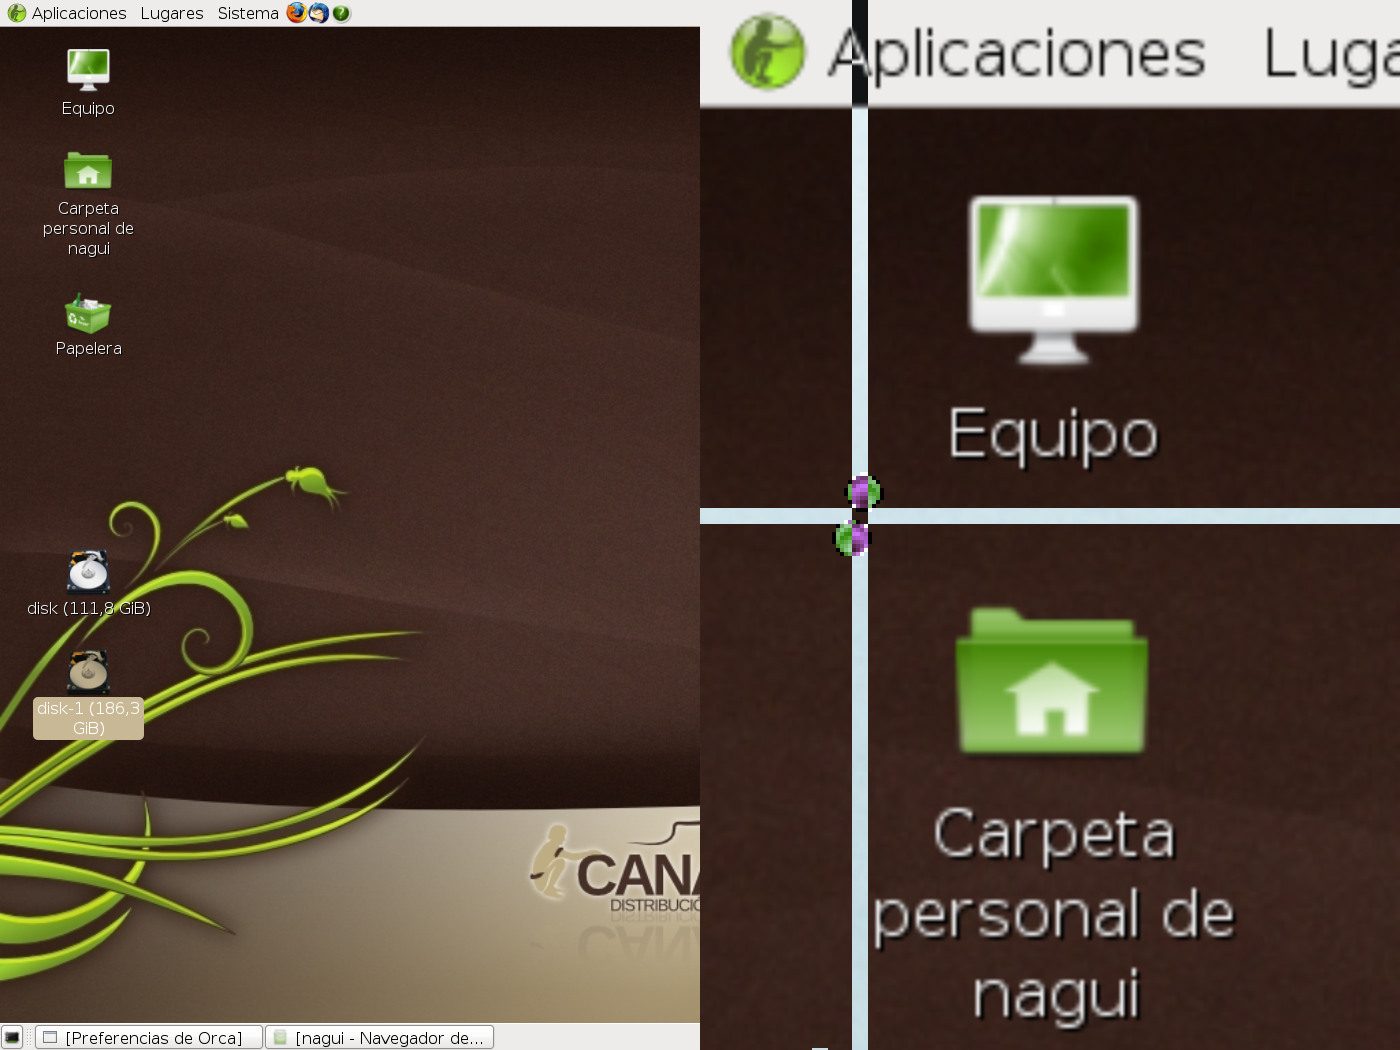 Aplicaciones Lugares Sistema
Equipo
Carpeta
personal de
nagui
Papelera
disk (111,8 GiB)
disk-1 (186,3
GiB)
CANA
DISTRIBUCIÓ
[Preferencias de Orca] [nagui - Navegador de...
Aplicaciones Luga
Equipo
Carpeta
personal de
nagui